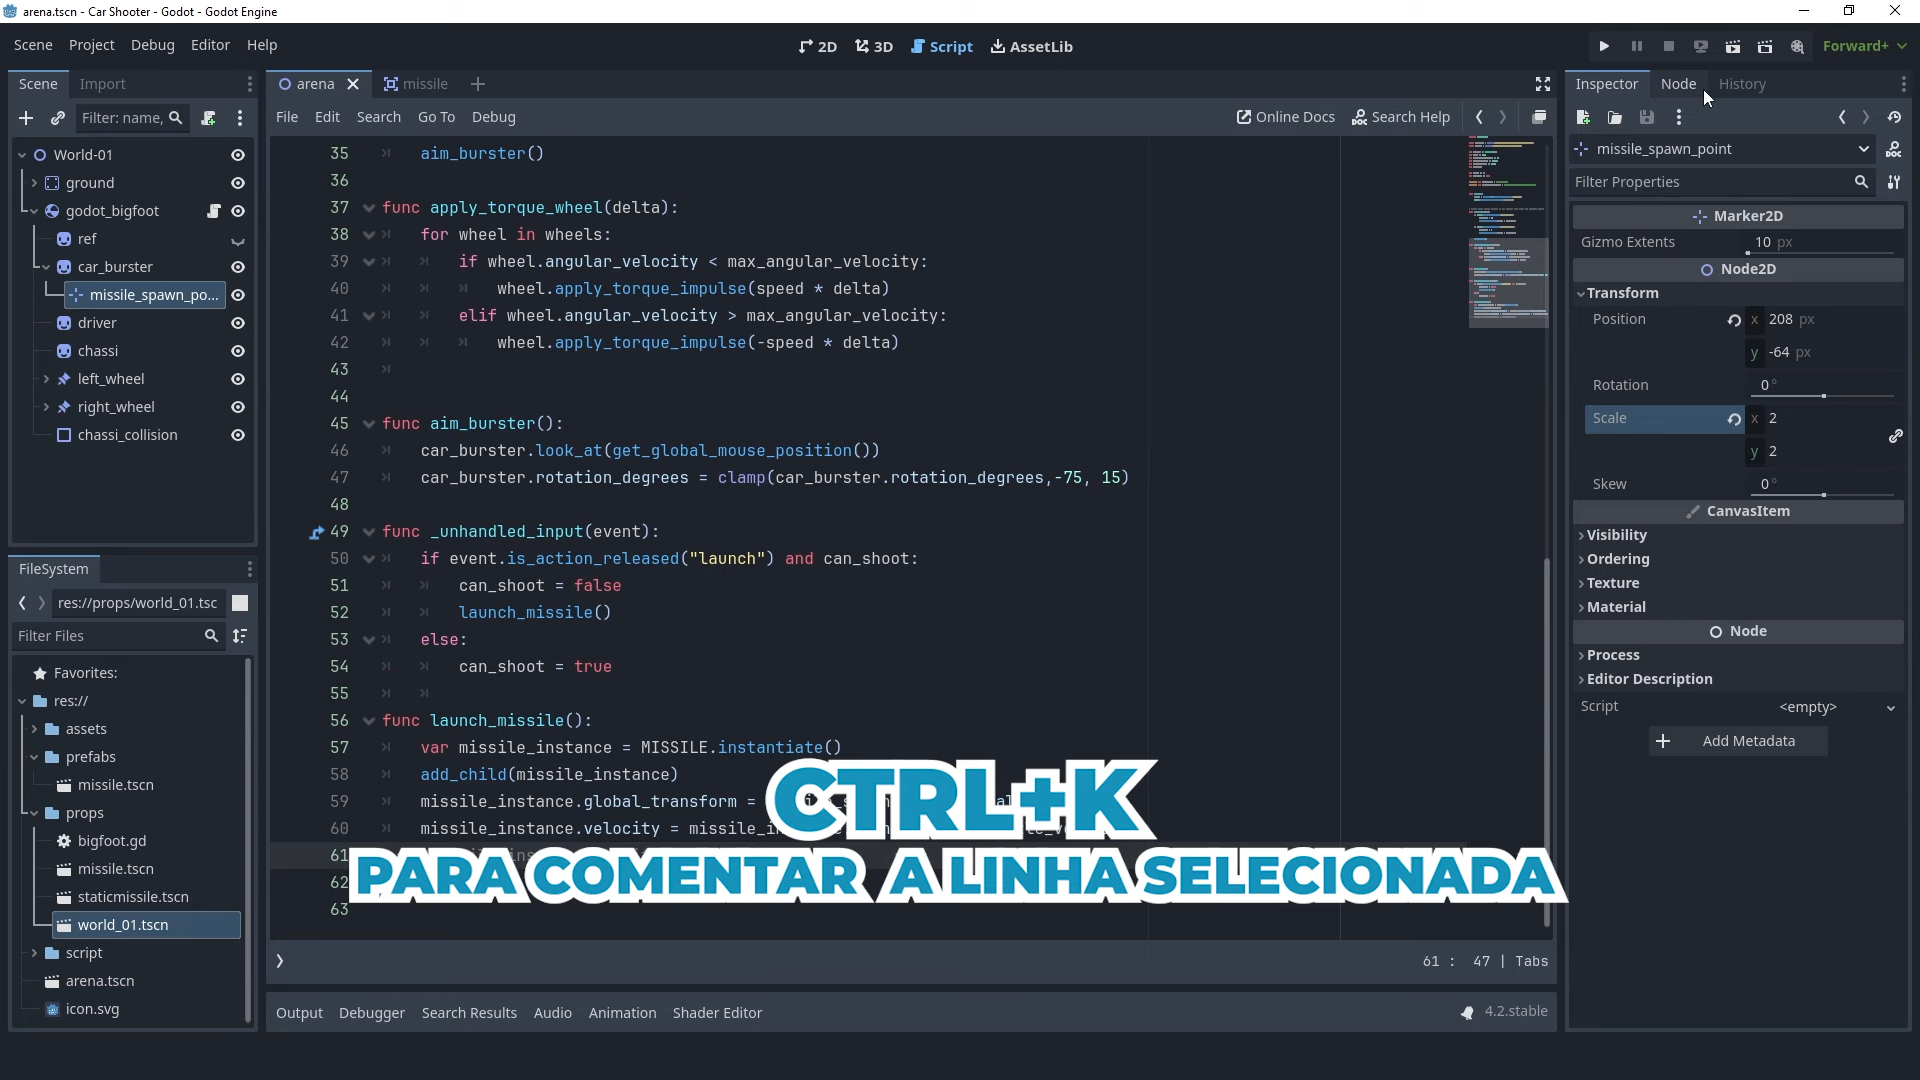 arena.tscn - Car Shooter - Godot - Godot Engine
Scene Project Debug Editor Help
2D 3D Script AssetLib
Forward+
Scene Import
Filter: name,
World-01
ground
godot_bigfoot
ref
car_burster
missile_spawn_po...
driver
chassi
left_wheel
right_wheel
chassi_collision
FileSystem
res://props/world_01.tsc
Filter Files
Favorites:
res://
assets
prefabs
missile.tscn
props
bigfoot.gd
missile.tscn
staticmissile.tscn
world_01.tscn
script
arena.tscn
icon.svg
arena missile
File Edit Search Go To Debug
Online Docs Search Help
35 aim_burster()
36
37 func apply_torque_wheel(delta):
38 for wheel in wheels:
39 if wheel.angular_velocity < max_angular_velocity:
40 wheel.apply_torque_impulse(speed * delta)
41 elif wheel.angular_velocity > max_angular_velocity:
42 wheel.apply_torque_impulse(-speed * delta)
43
44
45 func aim_burster():
46 car_burster.look_at(get_global_mouse_position())
47 car_burster.rotation_degrees = clamp(car_burster.rotation_degrees,-75, 15)
48
49 func _unhandled_input(event):
50 if event.is_action_released("launch") and can_shoot:
51 can_shoot = false
52 launch_missile()
53 else:
54 can_shoot = true
55
56 func launch_missile():
57 var missile_instance = MISSILE.instantiate()
58 add_child(missile_instance)
59 missile_instance.global_transform =
60 missile_instance.velocity =
61
62
63
CTRL+K
PARA COMENTAR A LINHA SELECIONADA
61 : 47 | Tabs
Output Debugger Search Results Audio Animation Shader Editor
4.2.stable
Inspector Node History
missile_spawn_point
Filter Properties
Marker2D
Gizmo Extents 10 px
Node2D
Transform
Position x 208 px
y -64 px
Rotation 0°
Scale x 2
y 2
Skew 0°
CanvasItem
Visibility
Ordering
Texture
Material
Node
Process
Editor Description
Script <empty>
Add Metadata